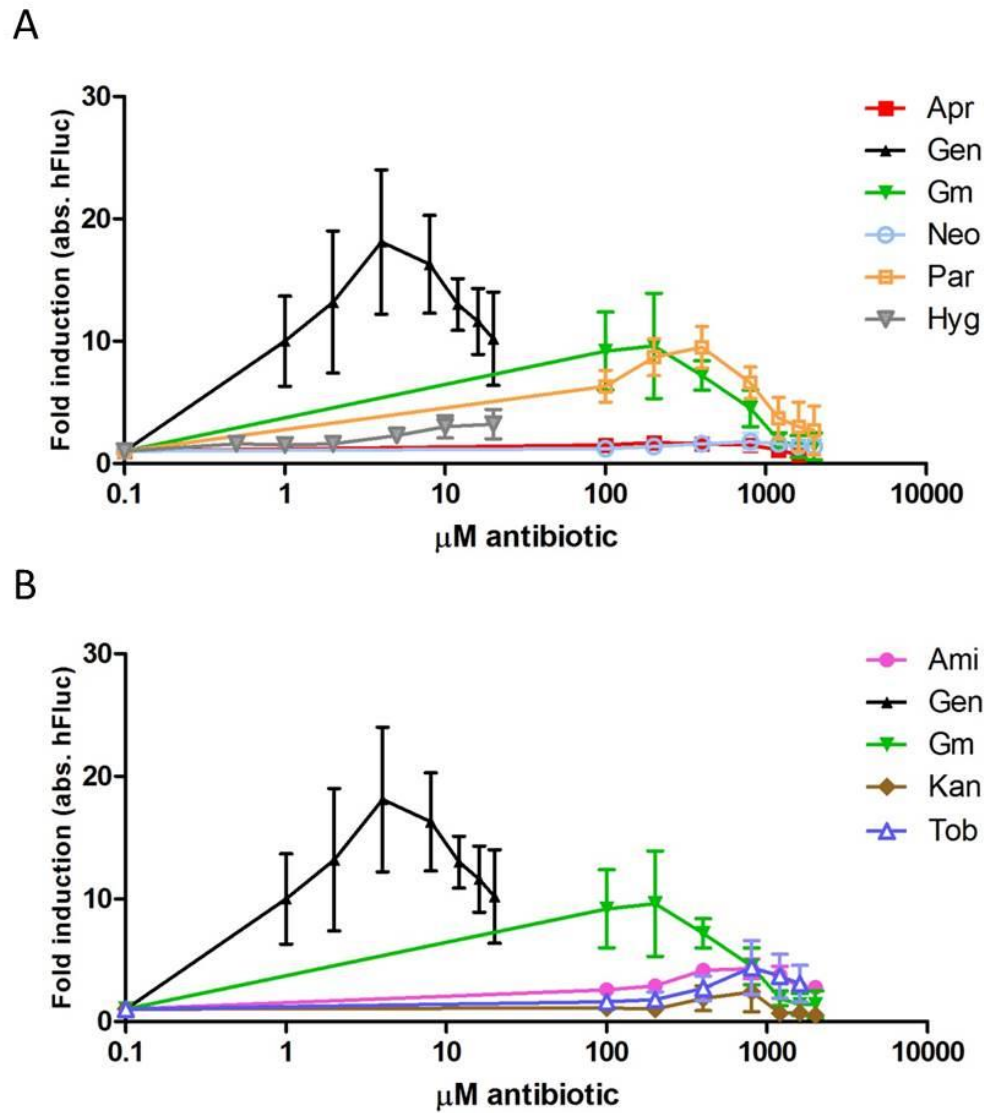 A
Fold induction (abs. hFluc)
30
20
10
0
0.1 1 10 100 1000 10000
μM antibiotic
Apr
Gen
Gm
Neo
Par
Hyg
B
Fold induction (abs. hFluc)
30
20
10
0
0.1 1 10 100 1000 10000
μM antibiotic
Ami
Gen
Gm
Kan
Tob